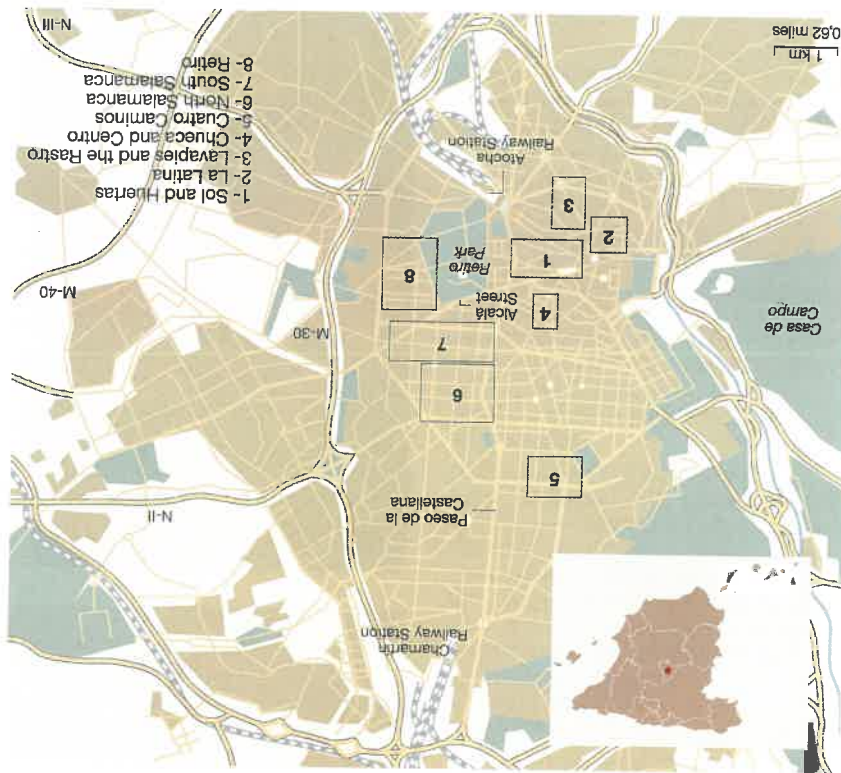 Chamartín
Railway Station
Paseo de la
Castellana
N-II
5
6
7
M-30
Casa de
Campo
4
Alcalá
Street
M-40
8
1
Retiro
Park
2
3
Atocha
Railway Station
1- Sol and Huertas
2- La Latina
3- Lavapies and the Rastro
4- Chueca and Centro
5- Cuatro Caminos
6- North Salamanca
7- South Salamanca
8- Retiro
1 km
0,62 miles
N-III